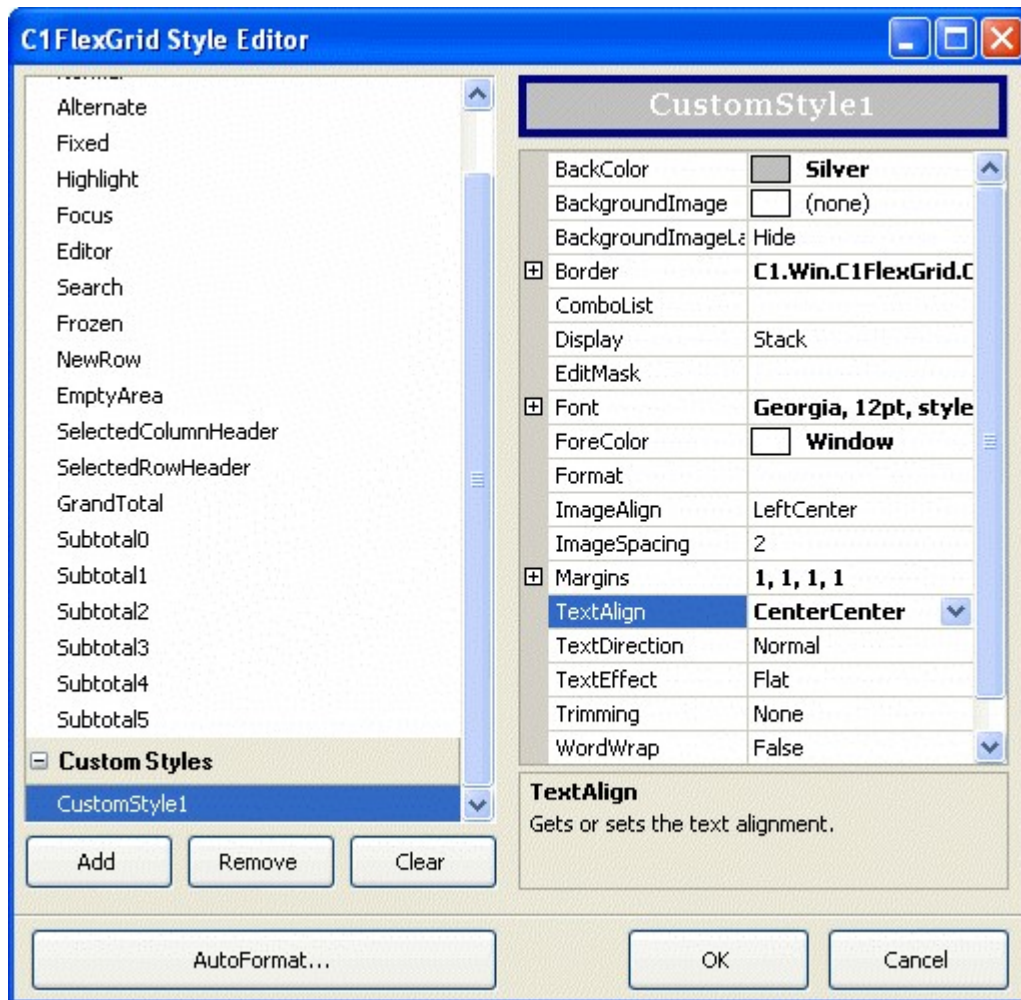 C1FlexGrid Style Editor
Normal
Alternate
Fixed
Highlight
Focus
Editor
Search
Frozen
NewRow
EmptyArea
SelectedColumnHeader
SelectedRowHeader
GrandTotal
Subtotal0
Subtotal1
Subtotal2
Subtotal3
Subtotal4
Subtotal5
Custom Styles
CustomStyle1
Add Remove Clear
CustomStyle1
BackColor Silver
BackgroundImage (none)
BackgroundImageLa Hide
Border C1.Win.C1FlexGrid.C
ComboList
Display Stack
EditMask
Font Georgia, 12pt, style
ForeColor Window
Format
ImageAlign LeftCenter
ImageSpacing 2
Margins 1, 1, 1, 1
TextAlign CenterCenter
TextDirection Normal
TextEffect Flat
Trimming None
WordWrap False
TextAlign
Gets or sets the text alignment.
AutoFormat... OK Cancel